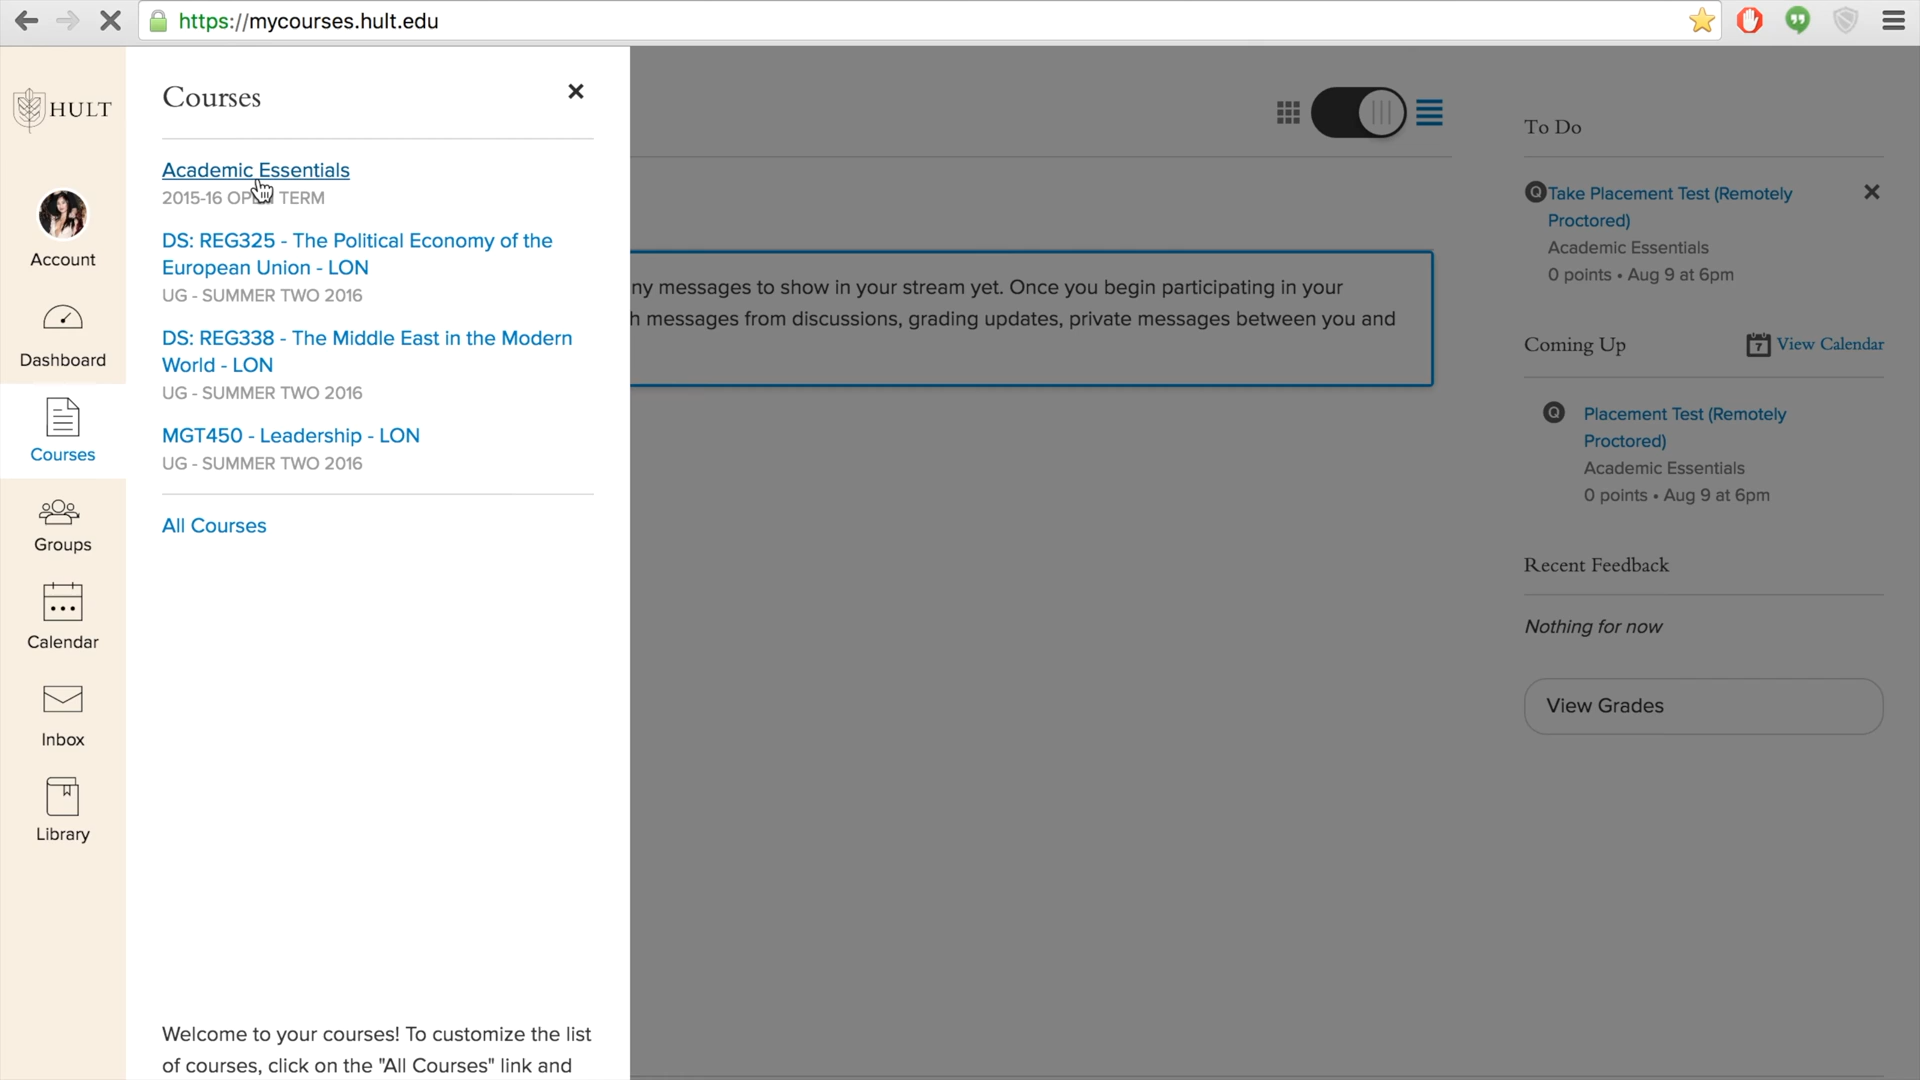 https://mycourses.hult.edu
HULT
Account
Dashboard
Courses
Groups
Calendar
Inbox
Library
Courses
Academic Essentials
2015-16 OPEN TERM
DS: REG325 - The Political Economy of the
European Union - LON
UG - SUMMER TWO 2016
DS: REG338 - The Middle East in the Modern
World - LON
UG - SUMMER TWO 2016
MGT450 - Leadership - LON
UG - SUMMER TWO 2016
All Courses
Welcome to your courses! To customize the list
of courses, click on the "All Courses" link and
ny messages to show in your stream yet. Once you begin participating in your
h messages from discussions, grading updates, private messages between you and
To Do
Take Placement Test (Remotely
Proctored)
Academic Essentials
0 points • Aug 9 at 6pm
Coming Up
7 View Calendar
Placement Test (Remotely
Proctored)
Academic Essentials
0 points • Aug 9 at 6pm
Recent Feedback
Nothing for now
View Grades